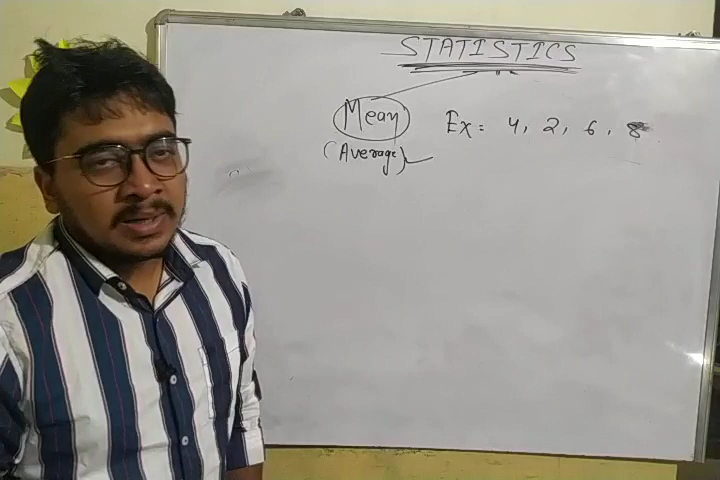 STATISTICS
Mean Ex: 4, 2, 6, 8
(Average)